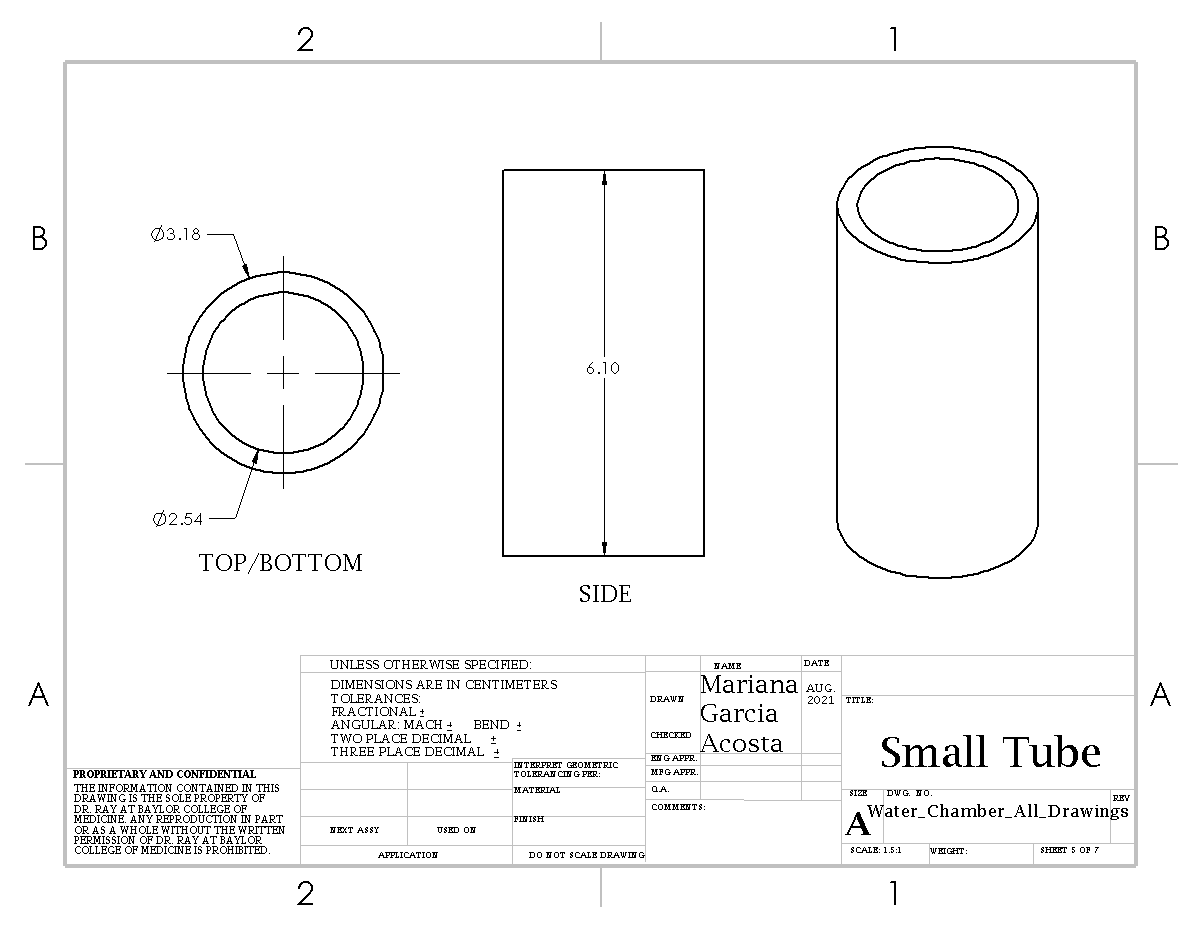 2
1
B
B
Ø3.18
6.10
Ø2.54
TOP/BOTTOM
SIDE
A
A
UNLESS OTHERWISE SPECIFIED:
DIMENSIONS ARE IN CENTIMETERS
TOLERANCES:
FRACTIONAL ±
ANGULAR: MACH ± BEND ±
TWO PLACE DECIMAL ±
THREE PLACE DECIMAL ±
INTERPRET GEOMETRIC
TOLERANCING PER:
MATERIAL
FINISH
NEXT ASSY
USED ON
APPLICATION
DO NOT SCALE DRAWING
PROPRIETARY AND CONFIDENTIAL
THE INFORMATION CONTAINED IN THIS
DRAWING IS THE SOLE PROPERTY OF
DR. RAY AT BAYLOR COLLEGE OF
MEDICINE. ANY REPRODUCTION IN PART
OR AS A WHOLE WITHOUT THE WRITTEN
PERMISSION OF DR. RAY AT BAYLOR
COLLEGE OF MEDICINE IS PROHIBITED.
NAME
DATE
DRAWN
Mariana
Garcia
Acosta
AUG.
2021
CHECKED
ENG APPR.
MFG APPR.
Q.A.
COMMENTS:
TITLE:
Small Tube
SIZE
A
DWG. NO.
Water_Chamber_All_Drawings
REV
SCALE: 1.5:1
WEIGHT:
SHEET 5 OF 7
2
1